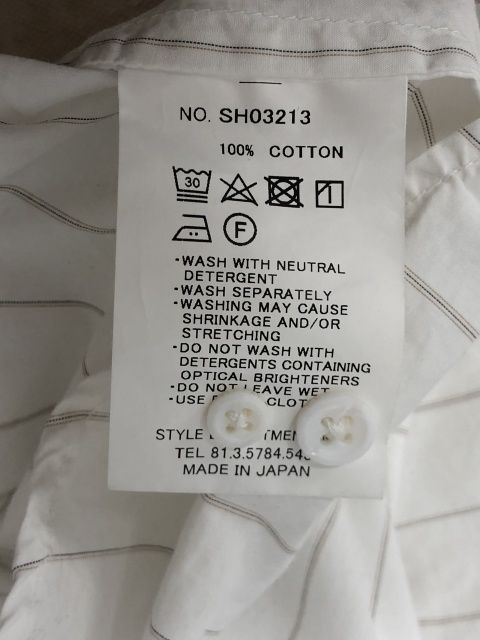 NO. SH03213
100% COTTON
30
F
·WASH WITH NEUTRAL
DETERGENT
·WASH SEPARATELY
·WASHING MAY CAUSE
SHRINKAGE AND/OR
STRETCHING
·DO NOT WASH WITH
DETERGENTS CONTAINING
OPTICAL BRIGHTENERS
·DO NOT LEAVE WET
·USE
STYLE
TEL 81.3.5784.54
MADE IN JAPAN